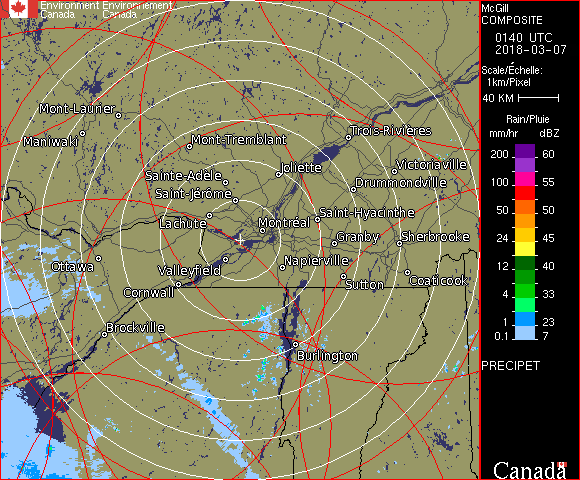 Environment Environnement
Canada Canada
McGill
COMPOSITE
0140 UTC
2018-03-07
Scale/Échelle:
1km/Pixel
40 KM
Rain/Pluie
mm/hr dBZ
200 60
100 55
50 50
24 45
12 40
4 33
1 23
0.1 7
PRECIPET
Mont-Laurier
Maniwaki
Mont-Tremblant
Trois-Rivières
Joliette
Victoriaville
Sainte-Adèle
Drummondville
Saint-Jérôme
Lachute
Saint-Hyacinthe
Montréal
Granby
Sherbrooke
Ottawa
Valleyfield
Napierville
Sutton
Coaticook
Cornwall
Brockville
Burlington
Canada